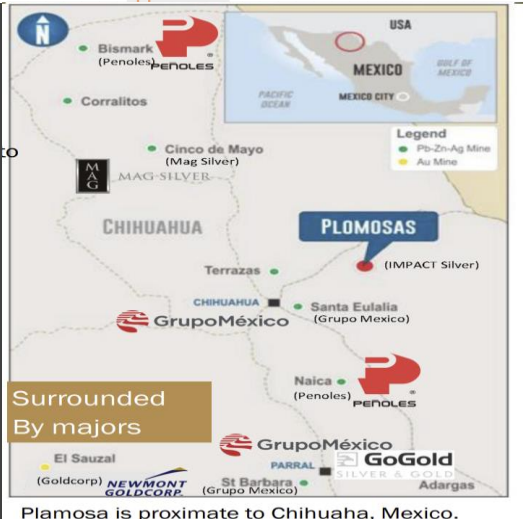 N
Bismark
(Penoles)
PEÑOLES
USA
MEXICO
GULF OF
MEXICO
PACIFIC
OCEAN
MEXICO CITY
Corralitos
Legend
Pb-Zn-Ag Mine
Au Mine
to
Cinco de Mayo
(Mag Silver)
MAG
MAG SILVER
CHIHUAHUA
PLOMOSAS
(IMPACT Silver)
Terrazas
CHIHUAHUA
Santa Eulalia
(Grupo Mexico)
GrupoMéxico
Naica
(Penoles)
PEÑOLES
Surrounded
By majors
GrupoMéxico
El Sauzal
(Goldcorp)
NEWMONT
GOLDCORP
PARRAL
GoGold
SILVER & GOLD
St Barbara
(Grupo Mexico)
Adargas
Plamosa is proximate to Chihuaha, Mexico.